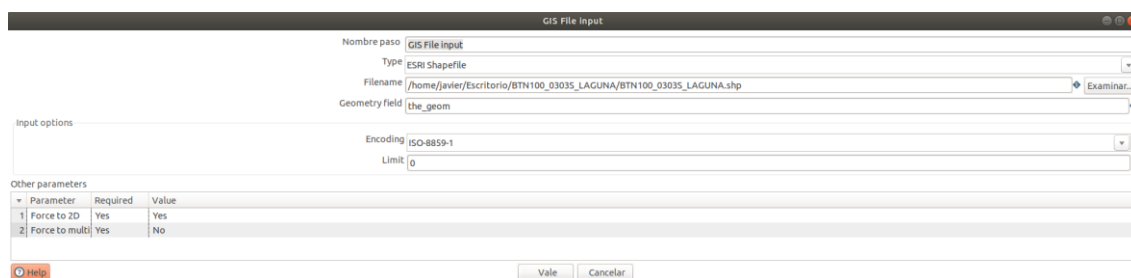 GIS File input
Nombre paso GIS File input
Type ESRI Shapefile
Filename /home/javier/Escritorio/BTN100_0303S_LAGUNA/BTN100_0303S_LAGUNA.shp Examinar...
Geometry field the_geom
Input options
Encoding ISO-8859-1
Limit 0
Other parameters
Parameter Required Value
1 Force to 2D Yes Yes
2 Force to multi Yes No
Help Vale Cancelar